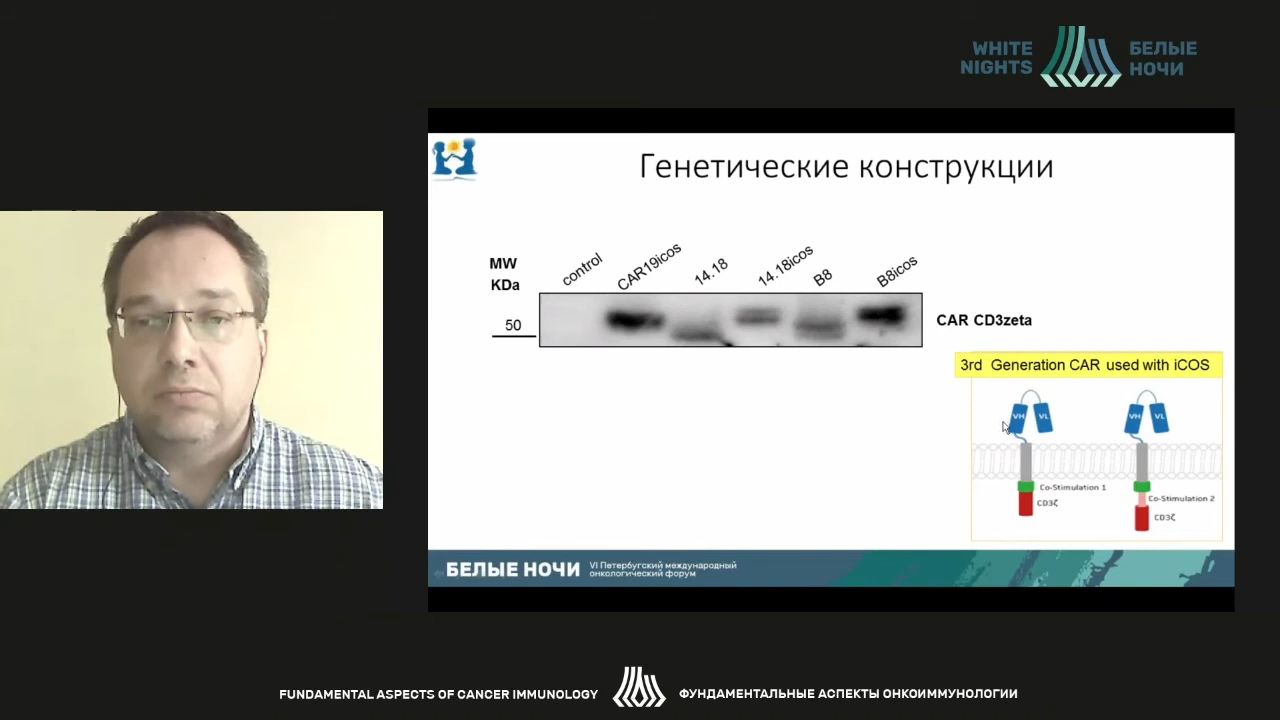 WHITE
NIGHTS
БЕЛЫЕ
НОЧИ
Генетические конструкции
MW
KDa
control
CAR19icos
14.18
14.18icos
B8
B8icos
50
CAR CD3zeta
3rd Generation CAR used with iCOS
VH
VL
VH
VL
Co-Stimulation 1
CD3ζ
Co-Stimulation 2
CD3ζ
БЕЛЫЕ НОЧИ
VI Петербургский международный
онкологический форум
FUNDAMENTAL ASPECTS OF CANCER IMMUNOLOGY
ФУНДАМЕНТАЛЬНЫЕ АСПЕКТЫ ОНКОИММУНОЛОГИИ